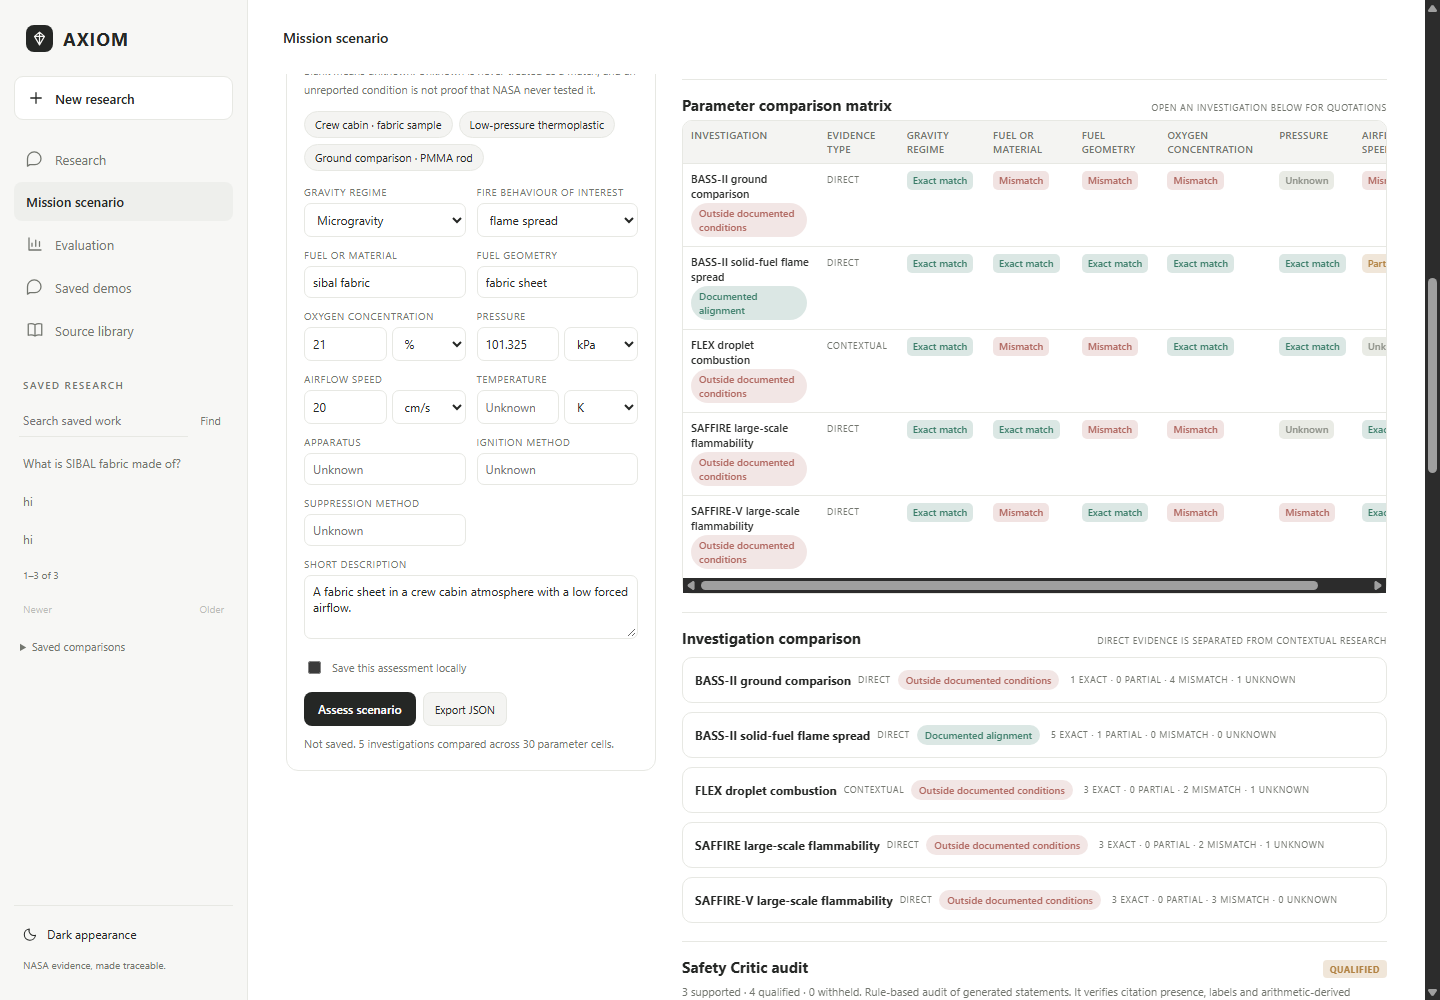 AXIOM
New research
Research
Mission scenario
Evaluation
Saved demos
Source library
SAVED RESEARCH
Search saved work
Find
What is SIBAL fabric made of?
hi
hi
1–3 of 3
Newer
Older
Saved comparisons
Dark appearance
NASA evidence, made traceable.
Mission scenario
unreported condition is not proof that NASA never tested it.
Crew cabin · fabric sample
Low-pressure thermoplastic
Ground comparison · PMMA rod
GRAVITY REGIME
FIRE BEHAVIOUR OF INTEREST
Microgravity
flame spread
FUEL OR MATERIAL
FUEL GEOMETRY
sibal fabric
fabric sheet
OXYGEN CONCENTRATION
PRESSURE
21
%
101.325
kPa
AIRFLOW SPEED
TEMPERATURE
20
cm/s
Unknown
K
APPARATUS
IGNITION METHOD
Unknown
Unknown
SUPPRESSION METHOD
Unknown
SHORT DESCRIPTION
A fabric sheet in a crew cabin atmosphere with a low forced
airflow.
Save this assessment locally
Assess scenario
Export JSON
Not saved. 5 investigations compared across 30 parameter cells.
Parameter comparison matrix
OPEN AN INVESTIGATION BELOW FOR QUOTATIONS
INVESTIGATION
EVIDENCE
TYPE
GRAVITY
REGIME
FUEL OR
MATERIAL
FUEL
GEOMETRY
OXYGEN
CONCENTRATION
PRESSURE
BASS-II ground
comparison
Outside documented
conditions
DIRECT
Exact match
Mismatch
Mismatch
Mismatch
Unknown
BASS-II solid-fuel flame
spread
Documented
alignment
DIRECT
Exact match
Exact match
Exact match
Exact match
Exact match
FLEX droplet
combustion
Outside documented
conditions
CONTEXTUAL
Exact match
Mismatch
Mismatch
Exact match
Exact match
SAFFIRE large-scale
flammability
Outside documented
conditions
DIRECT
Exact match
Exact match
Mismatch
Mismatch
Unknown
SAFFIRE-V large-scale
flammability
Outside documented
conditions
DIRECT
Exact match
Mismatch
Exact match
Mismatch
Mismatch
Investigation comparison
DIRECT EVIDENCE IS SEPARATED FROM CONTEXTUAL RESEARCH
BASS-II ground comparison DIRECT Outside documented conditions 1 EXACT · 0 PARTIAL · 4 MISMATCH · 1 UNKNOWN
BASS-II solid-fuel flame spread DIRECT Documented alignment 5 EXACT · 1 PARTIAL · 0 MISMATCH · 0 UNKNOWN
FLEX droplet combustion CONTEXTUAL Outside documented conditions 3 EXACT · 0 PARTIAL · 2 MISMATCH · 1 UNKNOWN
SAFFIRE large-scale flammability DIRECT Outside documented conditions 3 EXACT · 0 PARTIAL · 2 MISMATCH · 1 UNKNOWN
SAFFIRE-V large-scale flammability DIRECT Outside documented conditions 3 EXACT · 0 PARTIAL · 3 MISMATCH · 0 UNKNOWN
Safety Critic audit
QUALIFIED
3 supported · 4 qualified · 0 withheld. Rule-based audit of generated statements. It verifies citation presence, labels and arithmetic-derived